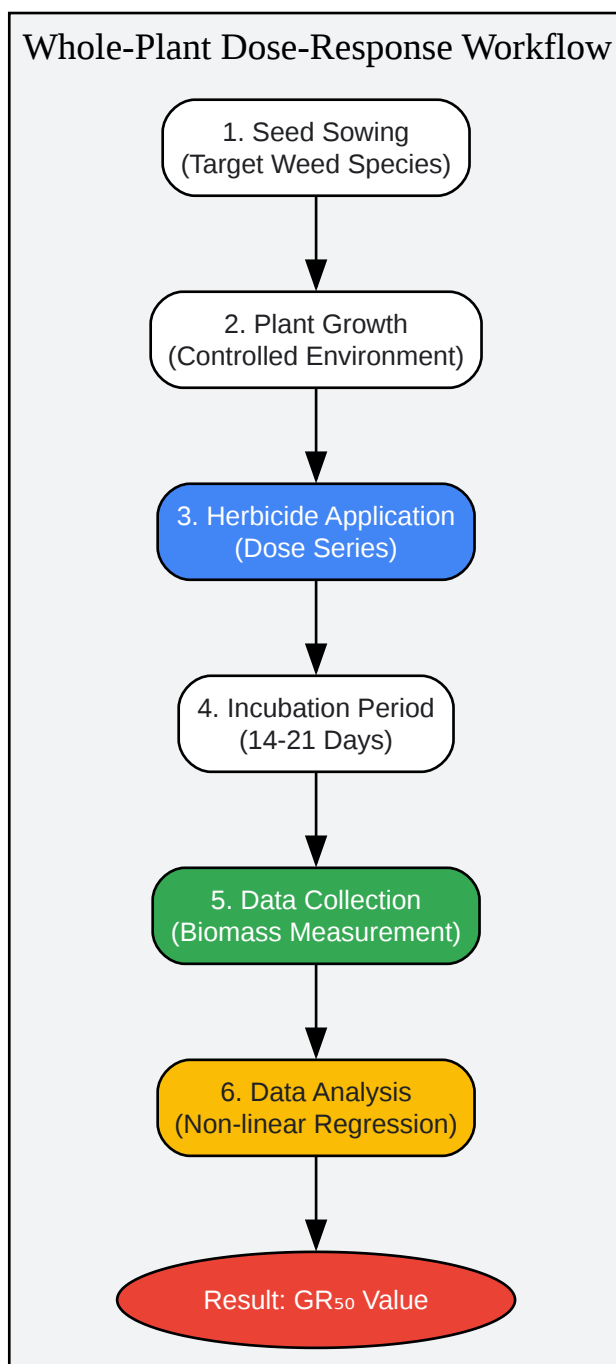 Whole-Plant Dose-Response Workflow
1. Seed Sowing
(Target Weed Species)
2. Plant Growth
(Controlled Environment)
3. Herbicide Application
(Dose Series)
4. Incubation Period
(14-21 Days)
5. Data Collection
(Biomass Measurement)
6. Data Analysis
(Non-linear Regression)
Result: GR₅₀ Value